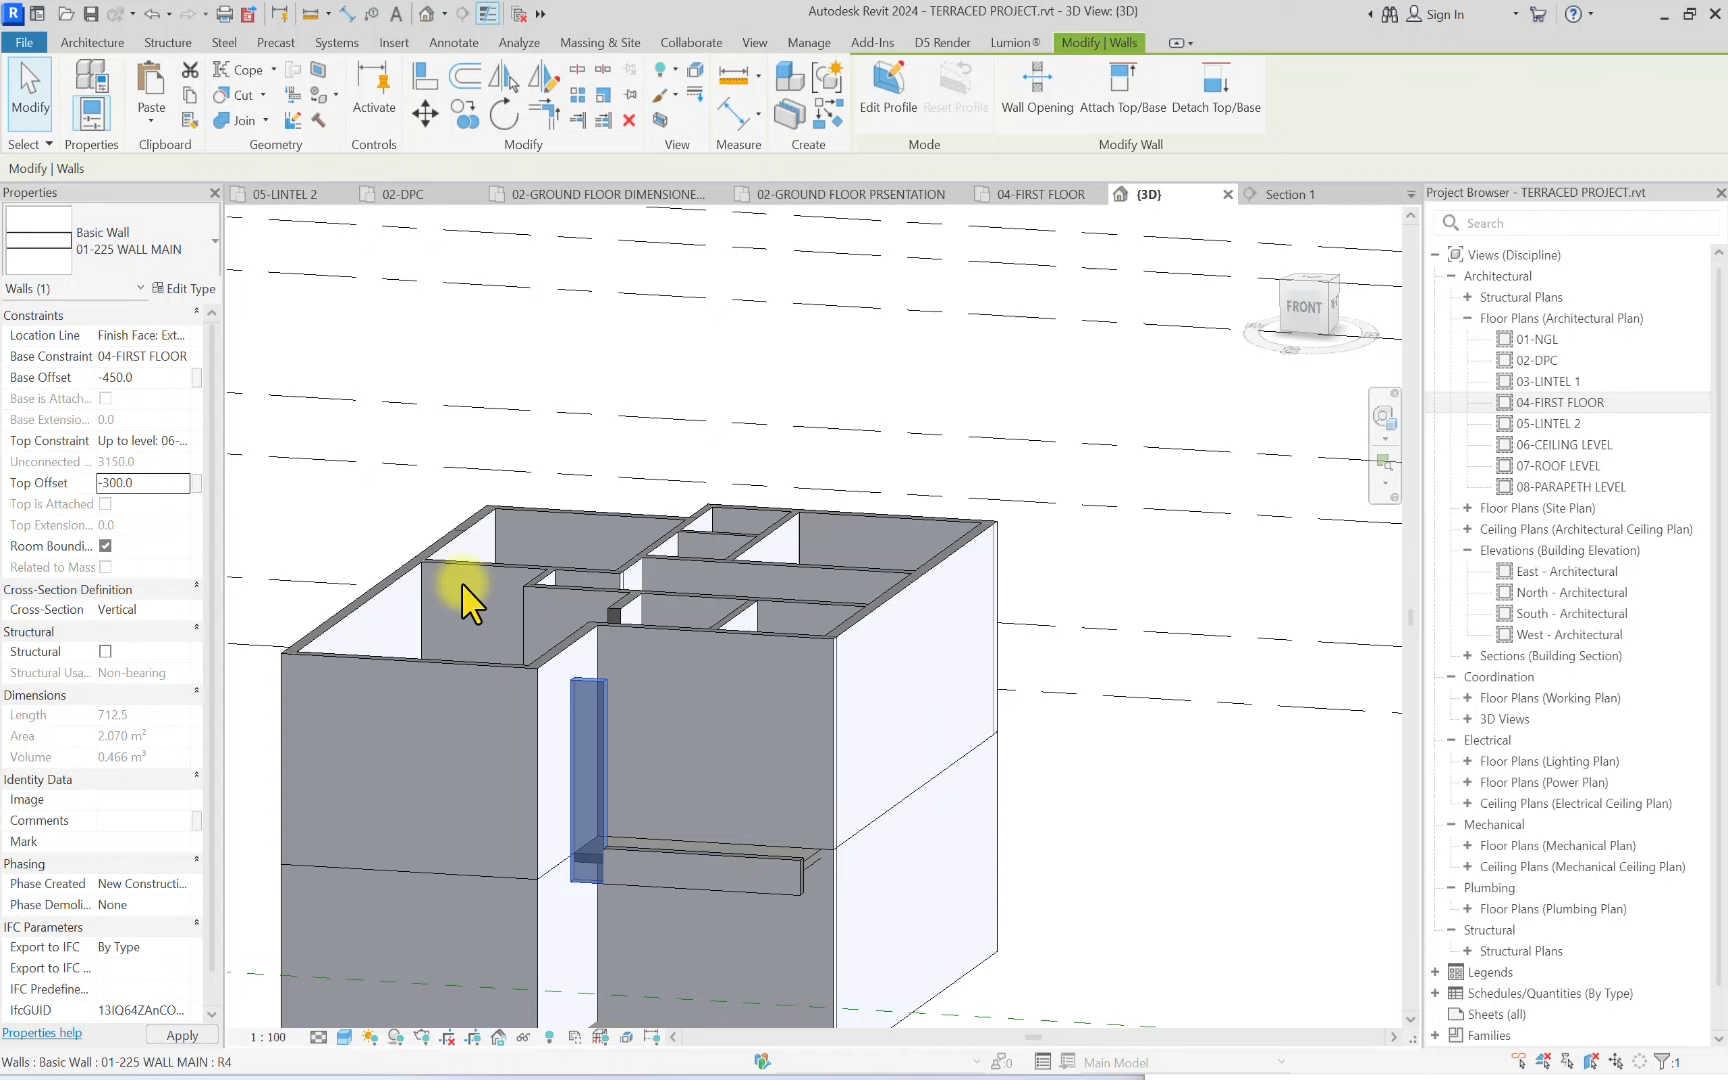 Autodesk Revit 2024 - TERRACED PROJECT.rvt - 3D View: {3D}
Sign In
File Architecture Structure Steel Precast Systems Insert Annotate Analyze Massing & Site Collaborate View Manage Add-Ins D5 Render Lumion® Modify | Walls
Cope
Cut
Join
Modify
Paste
Activate
Edit Profile Reset Profile Wall Opening Attach Top/Base Detach Top/Base
Select Properties Clipboard Geometry Controls Modify View Measure Create Mode Modify Wall
Modify | Walls
Properties
05-LINTEL 2 02-DPC 02-GROUND FLOOR DIMENSIONE... 02-GROUND FLOOR PRSENTATION 04-FIRST FLOOR {3D} Section 1
Basic Wall
01-225 WALL MAIN
Walls (1) Edit Type
Constraints
Location Line Finish Face: Ext...
Base Constraint 04-FIRST FLOOR
Base Offset -450.0
Base is Attach...
Base Extensio... 0.0
Top Constraint Up to level: 06-...
Unconnected ... 3150.0
Top Offset -300.0
Top is Attached
Top Extension... 0.0
Room Boundi...
Related to Mass
Cross-Section Definition
Cross-Section Vertical
Structural
Structural
Structural Usa... Non-bearing
Dimensions
Length 712.5
Area 2.070 m²
Volume 0.466 m³
Identity Data
Image
Comments
Mark
Phasing
Phase Created New Constructi...
Phase Demoli... None
IFC Parameters
Export to IFC By Type
Export to IFC ...
IFC Predefine...
IfcGUID 13IQ64ZAnCO...
Properties help Apply
FRONT
1 : 100
Walls : Basic Wall : 01-225 WALL MAIN : R4
:0
Main Model
:1
Project Browser - TERRACED PROJECT.rvt
Search
Views (Discipline)
Architectural
Structural Plans
Floor Plans (Architectural Plan)
01-NGL
02-DPC
03-LINTEL 1
04-FIRST FLOOR
05-LINTEL 2
06-CEILING LEVEL
07-ROOF LEVEL
08-PARAPETH LEVEL
Floor Plans (Site Plan)
Ceiling Plans (Architectural Ceiling Plan)
Elevations (Building Elevation)
East - Architectural
North - Architectural
South - Architectural
West - Architectural
Sections (Building Section)
Coordination
Floor Plans (Working Plan)
3D Views
Electrical
Floor Plans (Lighting Plan)
Floor Plans (Power Plan)
Ceiling Plans (Electrical Ceiling Plan)
Mechanical
Floor Plans (Mechanical Plan)
Ceiling Plans (Mechanical Ceiling Plan)
Plumbing
Floor Plans (Plumbing Plan)
Structural
Structural Plans
Legends
Schedules/Quantities (By Type)
Sheets (all)
Families